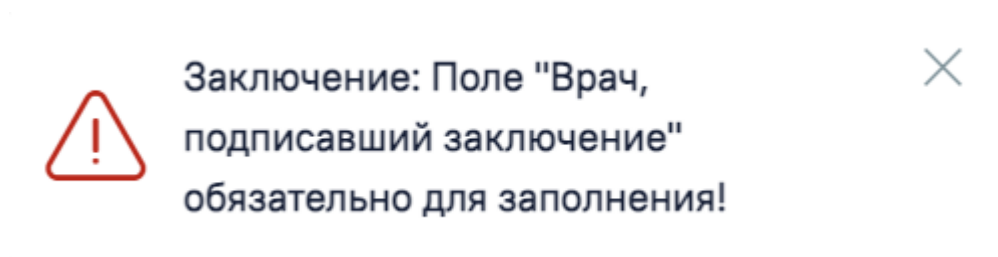 Заключение: Поле "Врач,
подписавший заключение"
обязательно для заполнения!